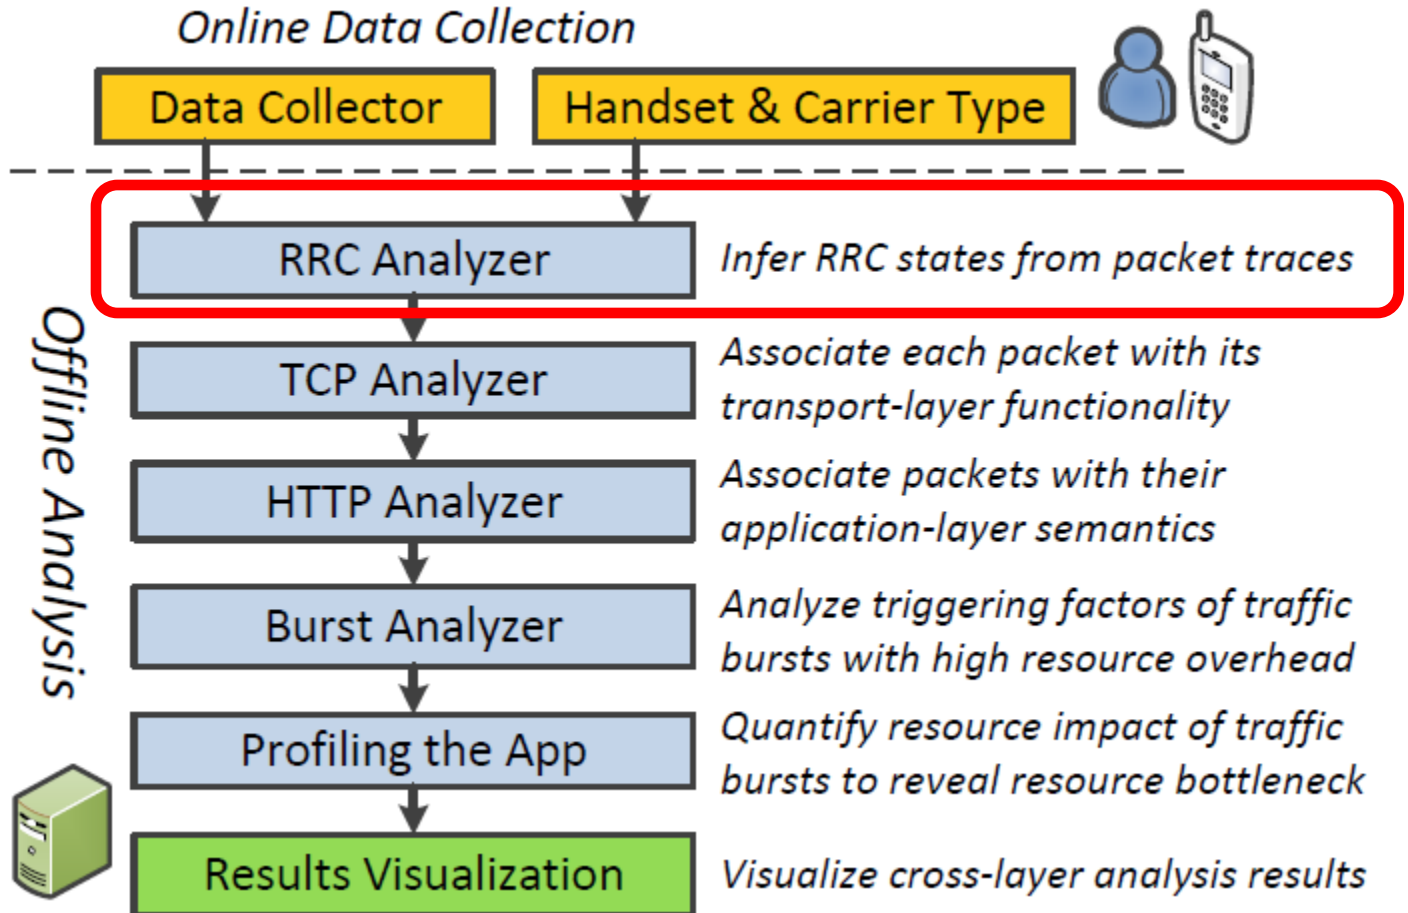 Online Data Collection
Data Collector
Handset & Carrier Type
RRC Analyzer
Infer RRC states from packet traces
Offline Analysis
TCP Analyzer
Associate each packet with its
transport-layer functionality
HTTP Analyzer
Associate packets with their
application-layer semantics
Burst Analyzer
Analyze triggering factors of traffic
bursts with high resource overhead
Profiling the App
Quantify resource impact of traffic
bursts to reveal resource bottleneck
Results Visualization
Visualize cross-layer analysis results